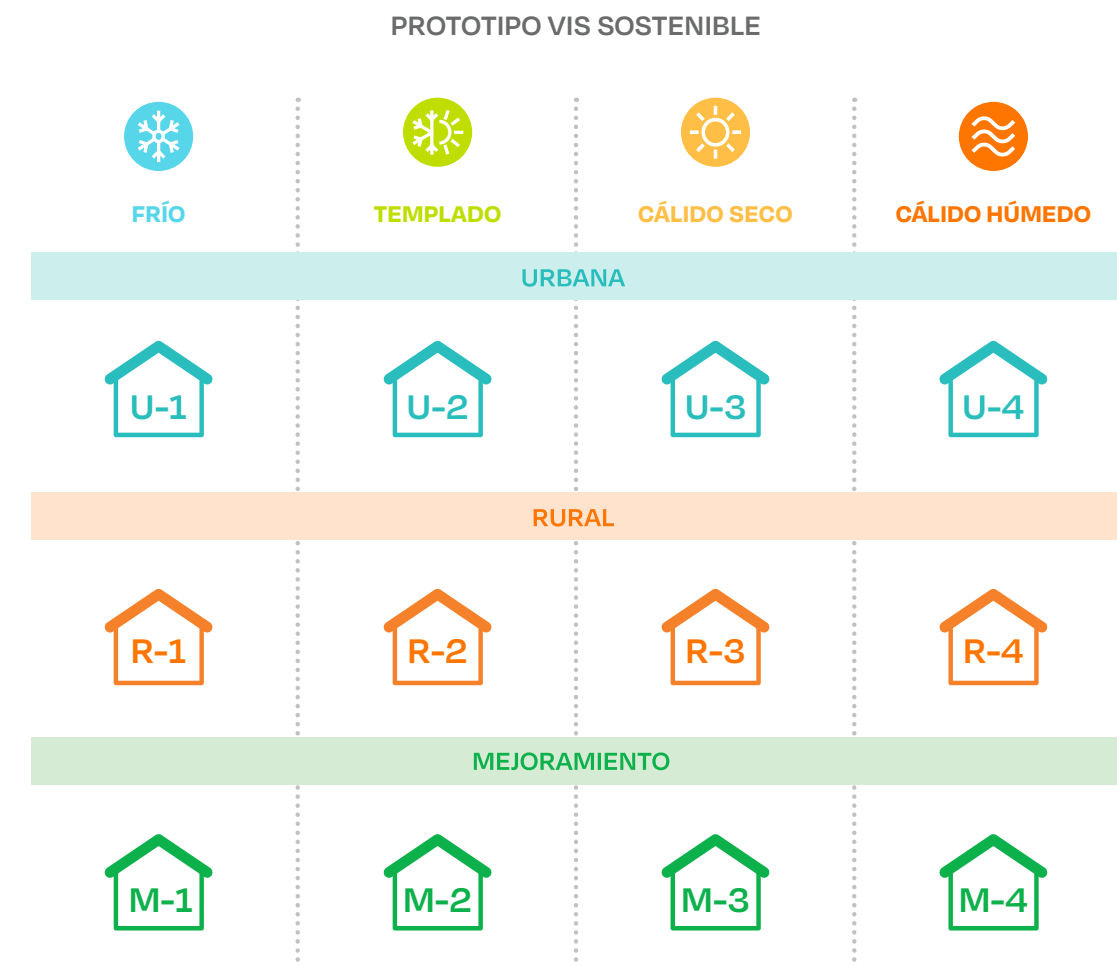 PROTOTIPO VIS SOSTENIBLE
FRÍO TEMPLADO CÁLIDO SECO CÁLIDO HÚMEDO
URBANA
U-1 U-2 U-3 U-4
RURAL
R-1 R-2 R-3 R-4
MEJORAMIENTO
M-1 M-2 M-3 M-4